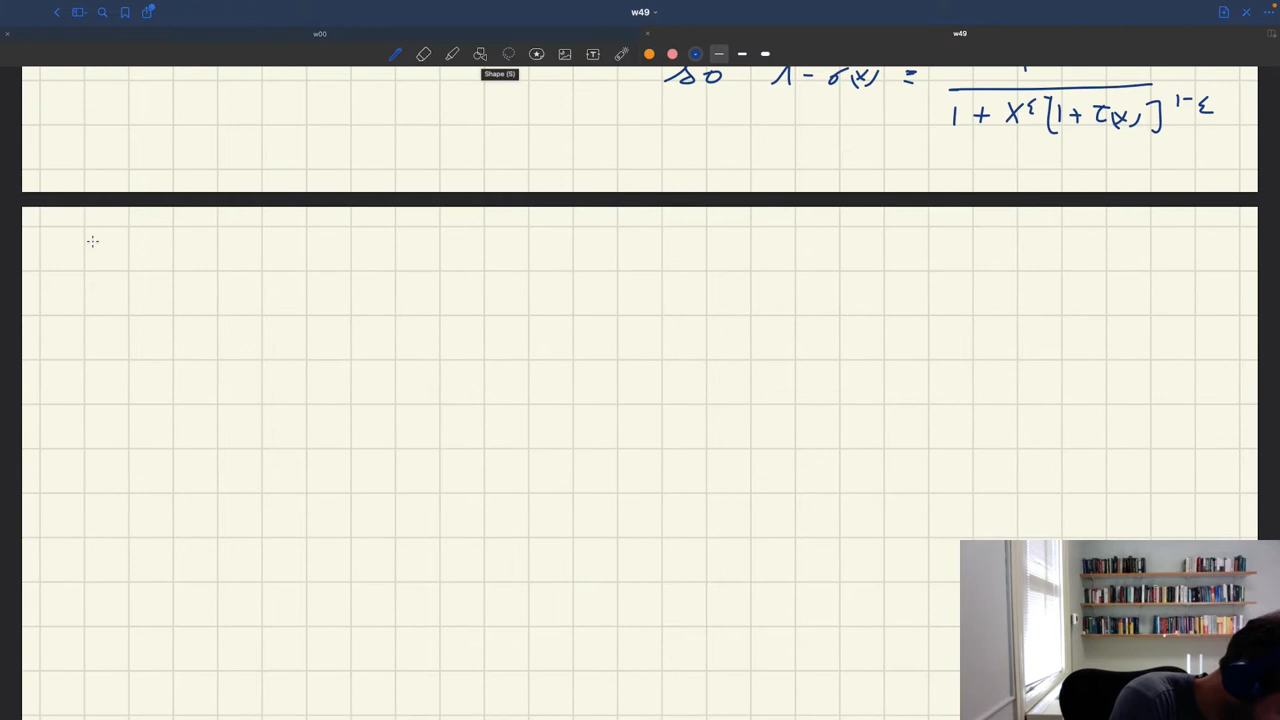 w49
w00
w49
Shape (S)
so 1 - σ(x) =
1 + χ^ε [1 + τ(x)]^1-ε